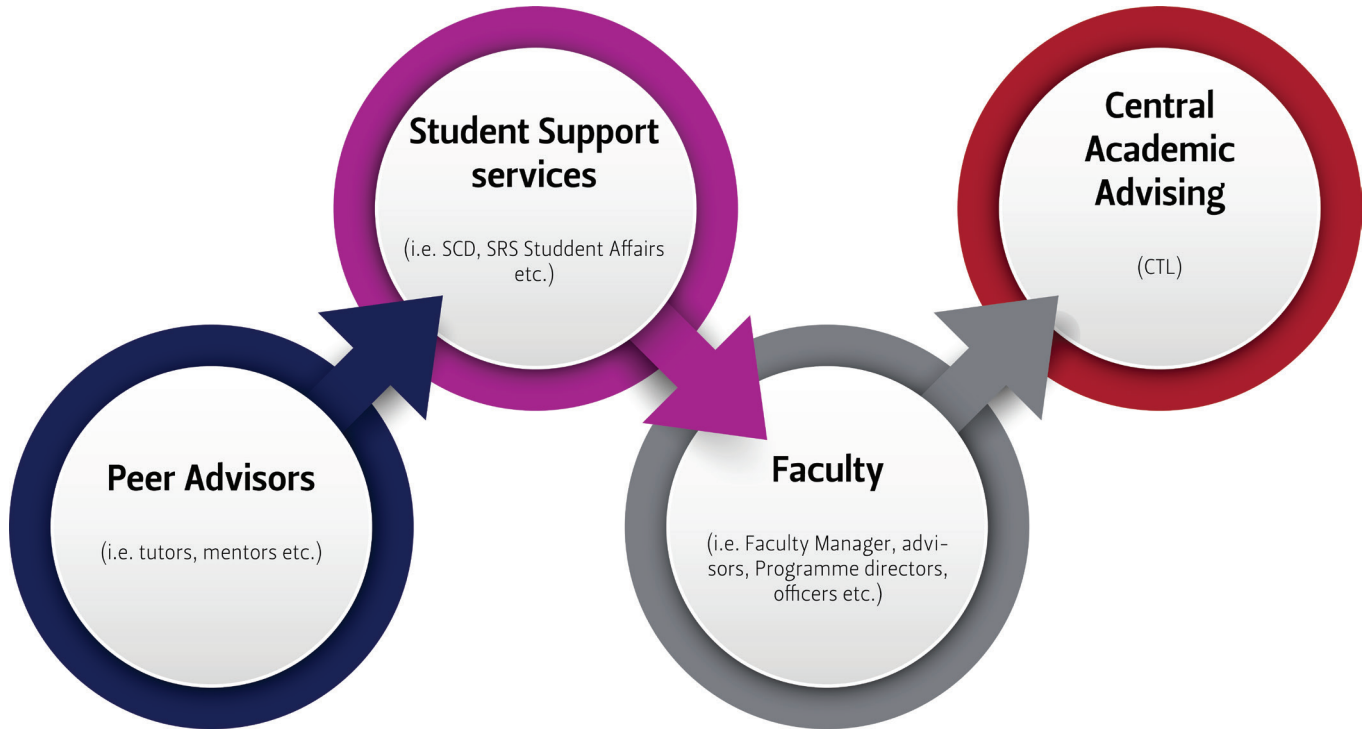 Peer Advisors
(i.e. tutors, mentors etc.)
Student Support
services
(i.e. SCD, SRS Studdent Affairs
etc.)
Faculty
(i.e. Faculty Manager, advi-
sors, Programme directors,
officers etc.)
Central
Academic
Advising
(CTL)